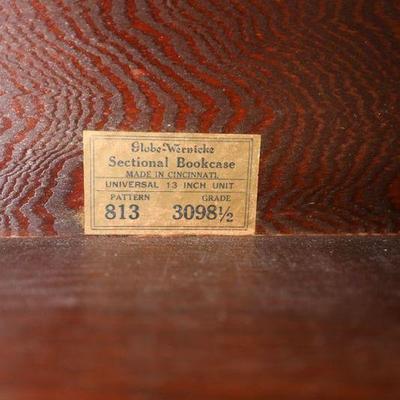 Globe-Wernicke
Sectional Bookcase
MADE IN CINCINNATI.
UNIVERSAL 13 INCH UNIT
PATTERN GRADE
813 3098½